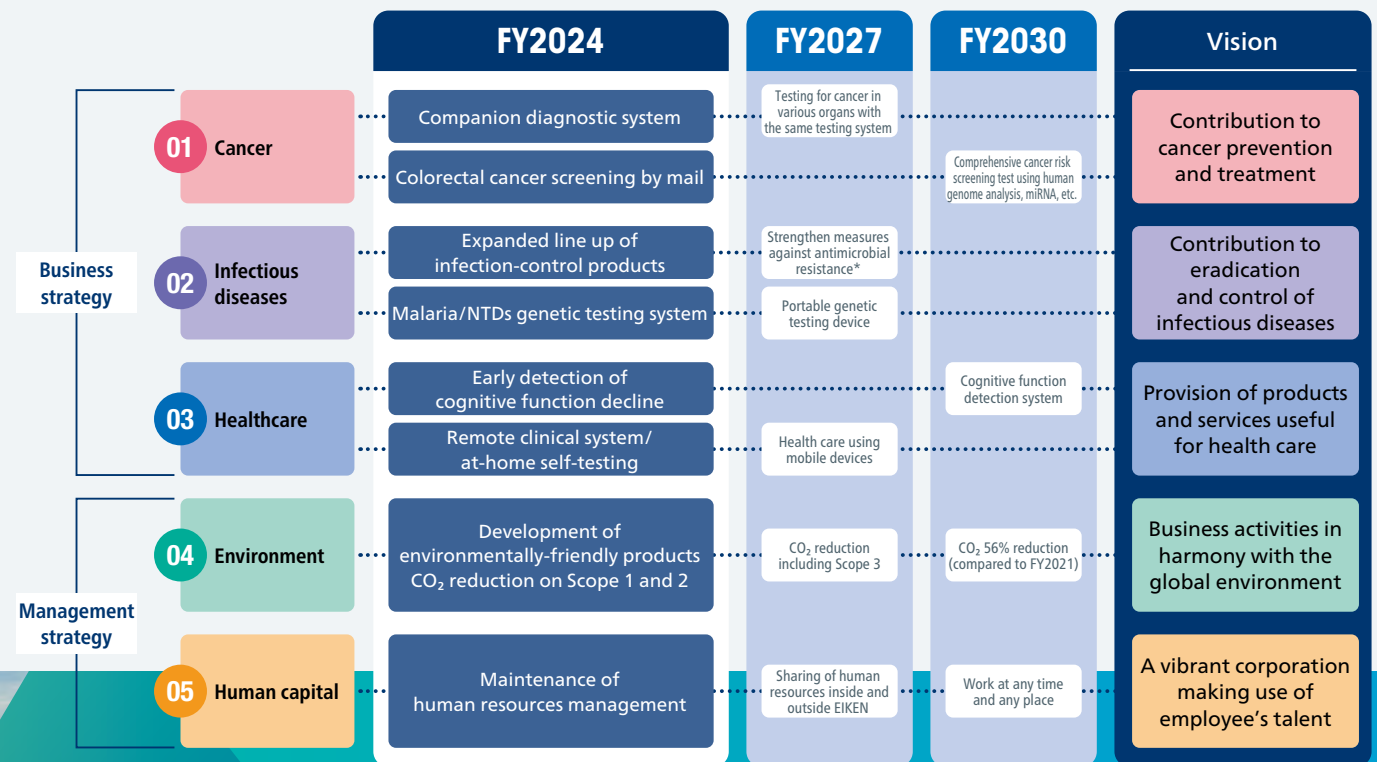 FY2024
FY2027
FY2030
Vision
Business
strategy
01 Cancer
Companion diagnostic system
Testing for cancer in
various organs with
the same testing system
Colorectal cancer screening by mail
Comprehensive cancer risk
screening test using human
genome analysis, miRNA, etc.
Contribution to
cancer prevention
and treatment
02 Infectious
diseases
Expanded line up of
infection-control products
Strengthen measures
against antimicrobial
resistance*
Malaria/NTDs genetic testing system
Portable genetic
testing device
Contribution to
eradication
and control of
infectious diseases
03 Healthcare
Early detection of
cognitive function decline
Cognitive function
detection system
Remote clinical system/
at-home self-testing
Health care using
mobile devices
Provision of products
and services useful
for health care
Management
strategy
04 Environment
Development of
environmentally-friendly products
CO₂ reduction on Scope 1 and 2
CO₂ reduction
including Scope 3
CO₂ 56% reduction
(compared to FY2021)
Business activities in
harmony with the
global environment
05 Human capital
Maintenance of
human resources management
Sharing of human
resources inside and
outside EIKEN
Work at any time
and any place
A vibrant corporation
making use of
employee's talent